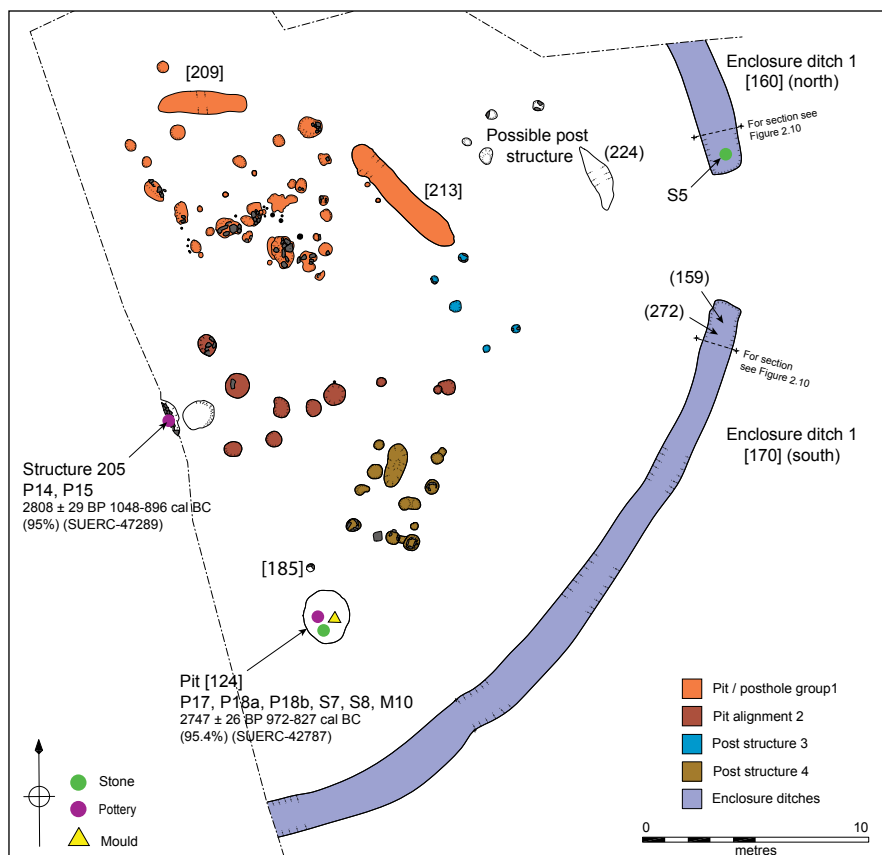 [209]
Enclosure ditch 1
[160] (north)
For section see
Figure 2.10
Possible post
structure
(224)
[213]
S5
(159)
(272)
For section
see Figure 2.10
Enclosure ditch 1
[170] (south)
Structure 205
P14, P15
2808 ± 29 BP 1048-896 cal BC
(95%) (SUERC-47289)
[185]
Pit [124]
P17, P18a, P18b, S7, S8, M10
2747 ± 26 BP 972-827 cal BC
(95.4%) (SUERC-42787)
Pit / posthole group1
Pit alignment 2
Post structure 3
Post structure 4
Enclosure ditches
Stone
Pottery
Mould
0 10
metres